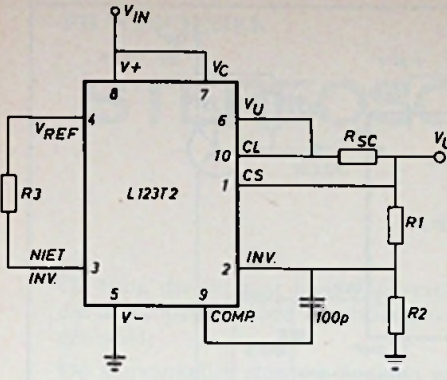 VIN
V+
VC
8
7
4
VREF
6
VU
10
CL
RSC
VU
1
CS
R3
L123T2
R1
NIET
3
INV.
2
INV.
R2
5
9
V-
COMP.
100p